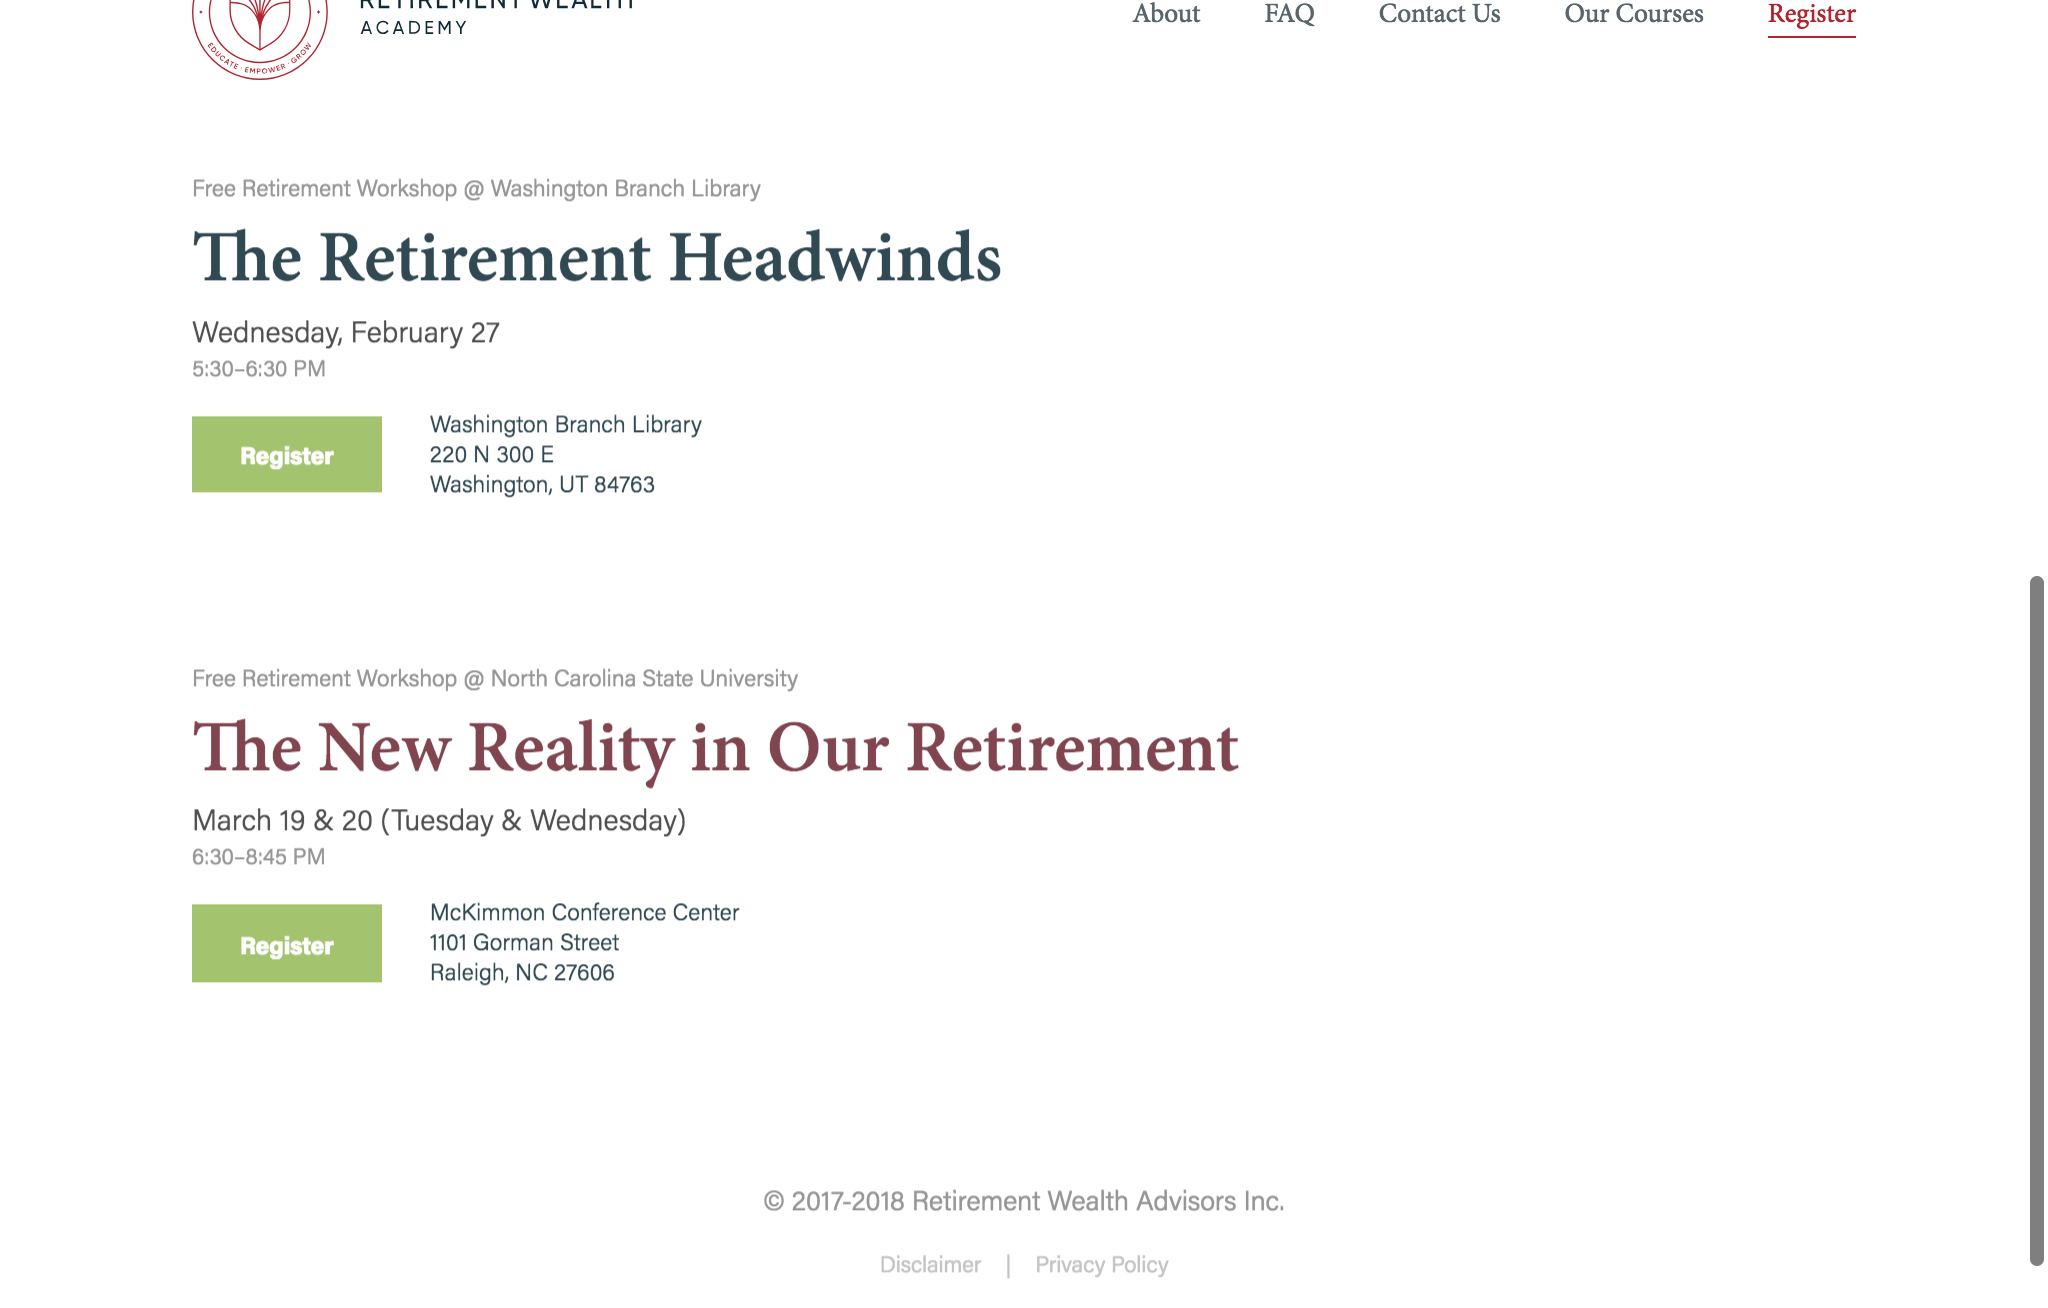 RETIREMENT WEALTH
ACADEMY
EDUCATE · EMPOWER · GROW
About
FAQ
Contact Us
Our Courses
Register
Free Retirement Workshop @ Washington Branch Library
The Retirement Headwinds
Wednesday, February 27
5:30–6:30 PM
Register
Washington Branch Library
220 N 300 E
Washington, UT 84763
Free Retirement Workshop @ North Carolina State University
The New Reality in Our Retirement
March 19 & 20 (Tuesday & Wednesday)
6:30–8:45 PM
Register
McKimmon Conference Center
1101 Gorman Street
Raleigh, NC 27606
© 2017-2018 Retirement Wealth Advisors Inc.
Disclaimer | Privacy Policy